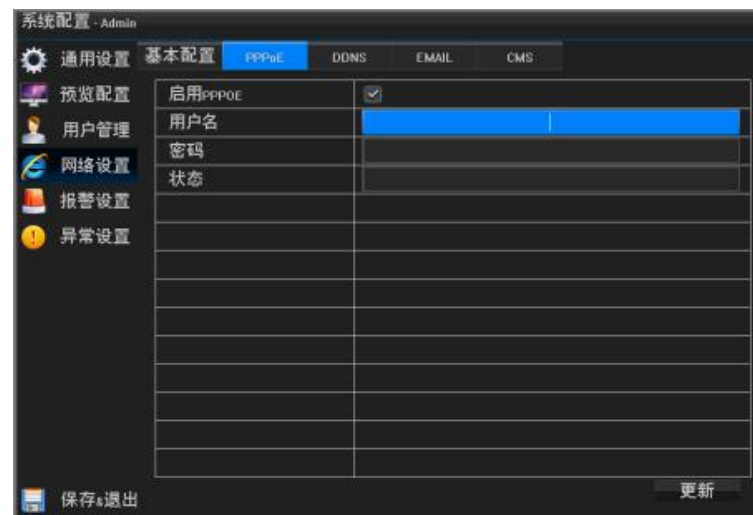 系统配置 - Admin
通用设置
预览配置
用户管理
网络设置
报警设置
异常设置
保存&退出
基本配置 PPPoE DDNS EMAIL CMS
启用PPPOE
用户名
密码
状态
更新